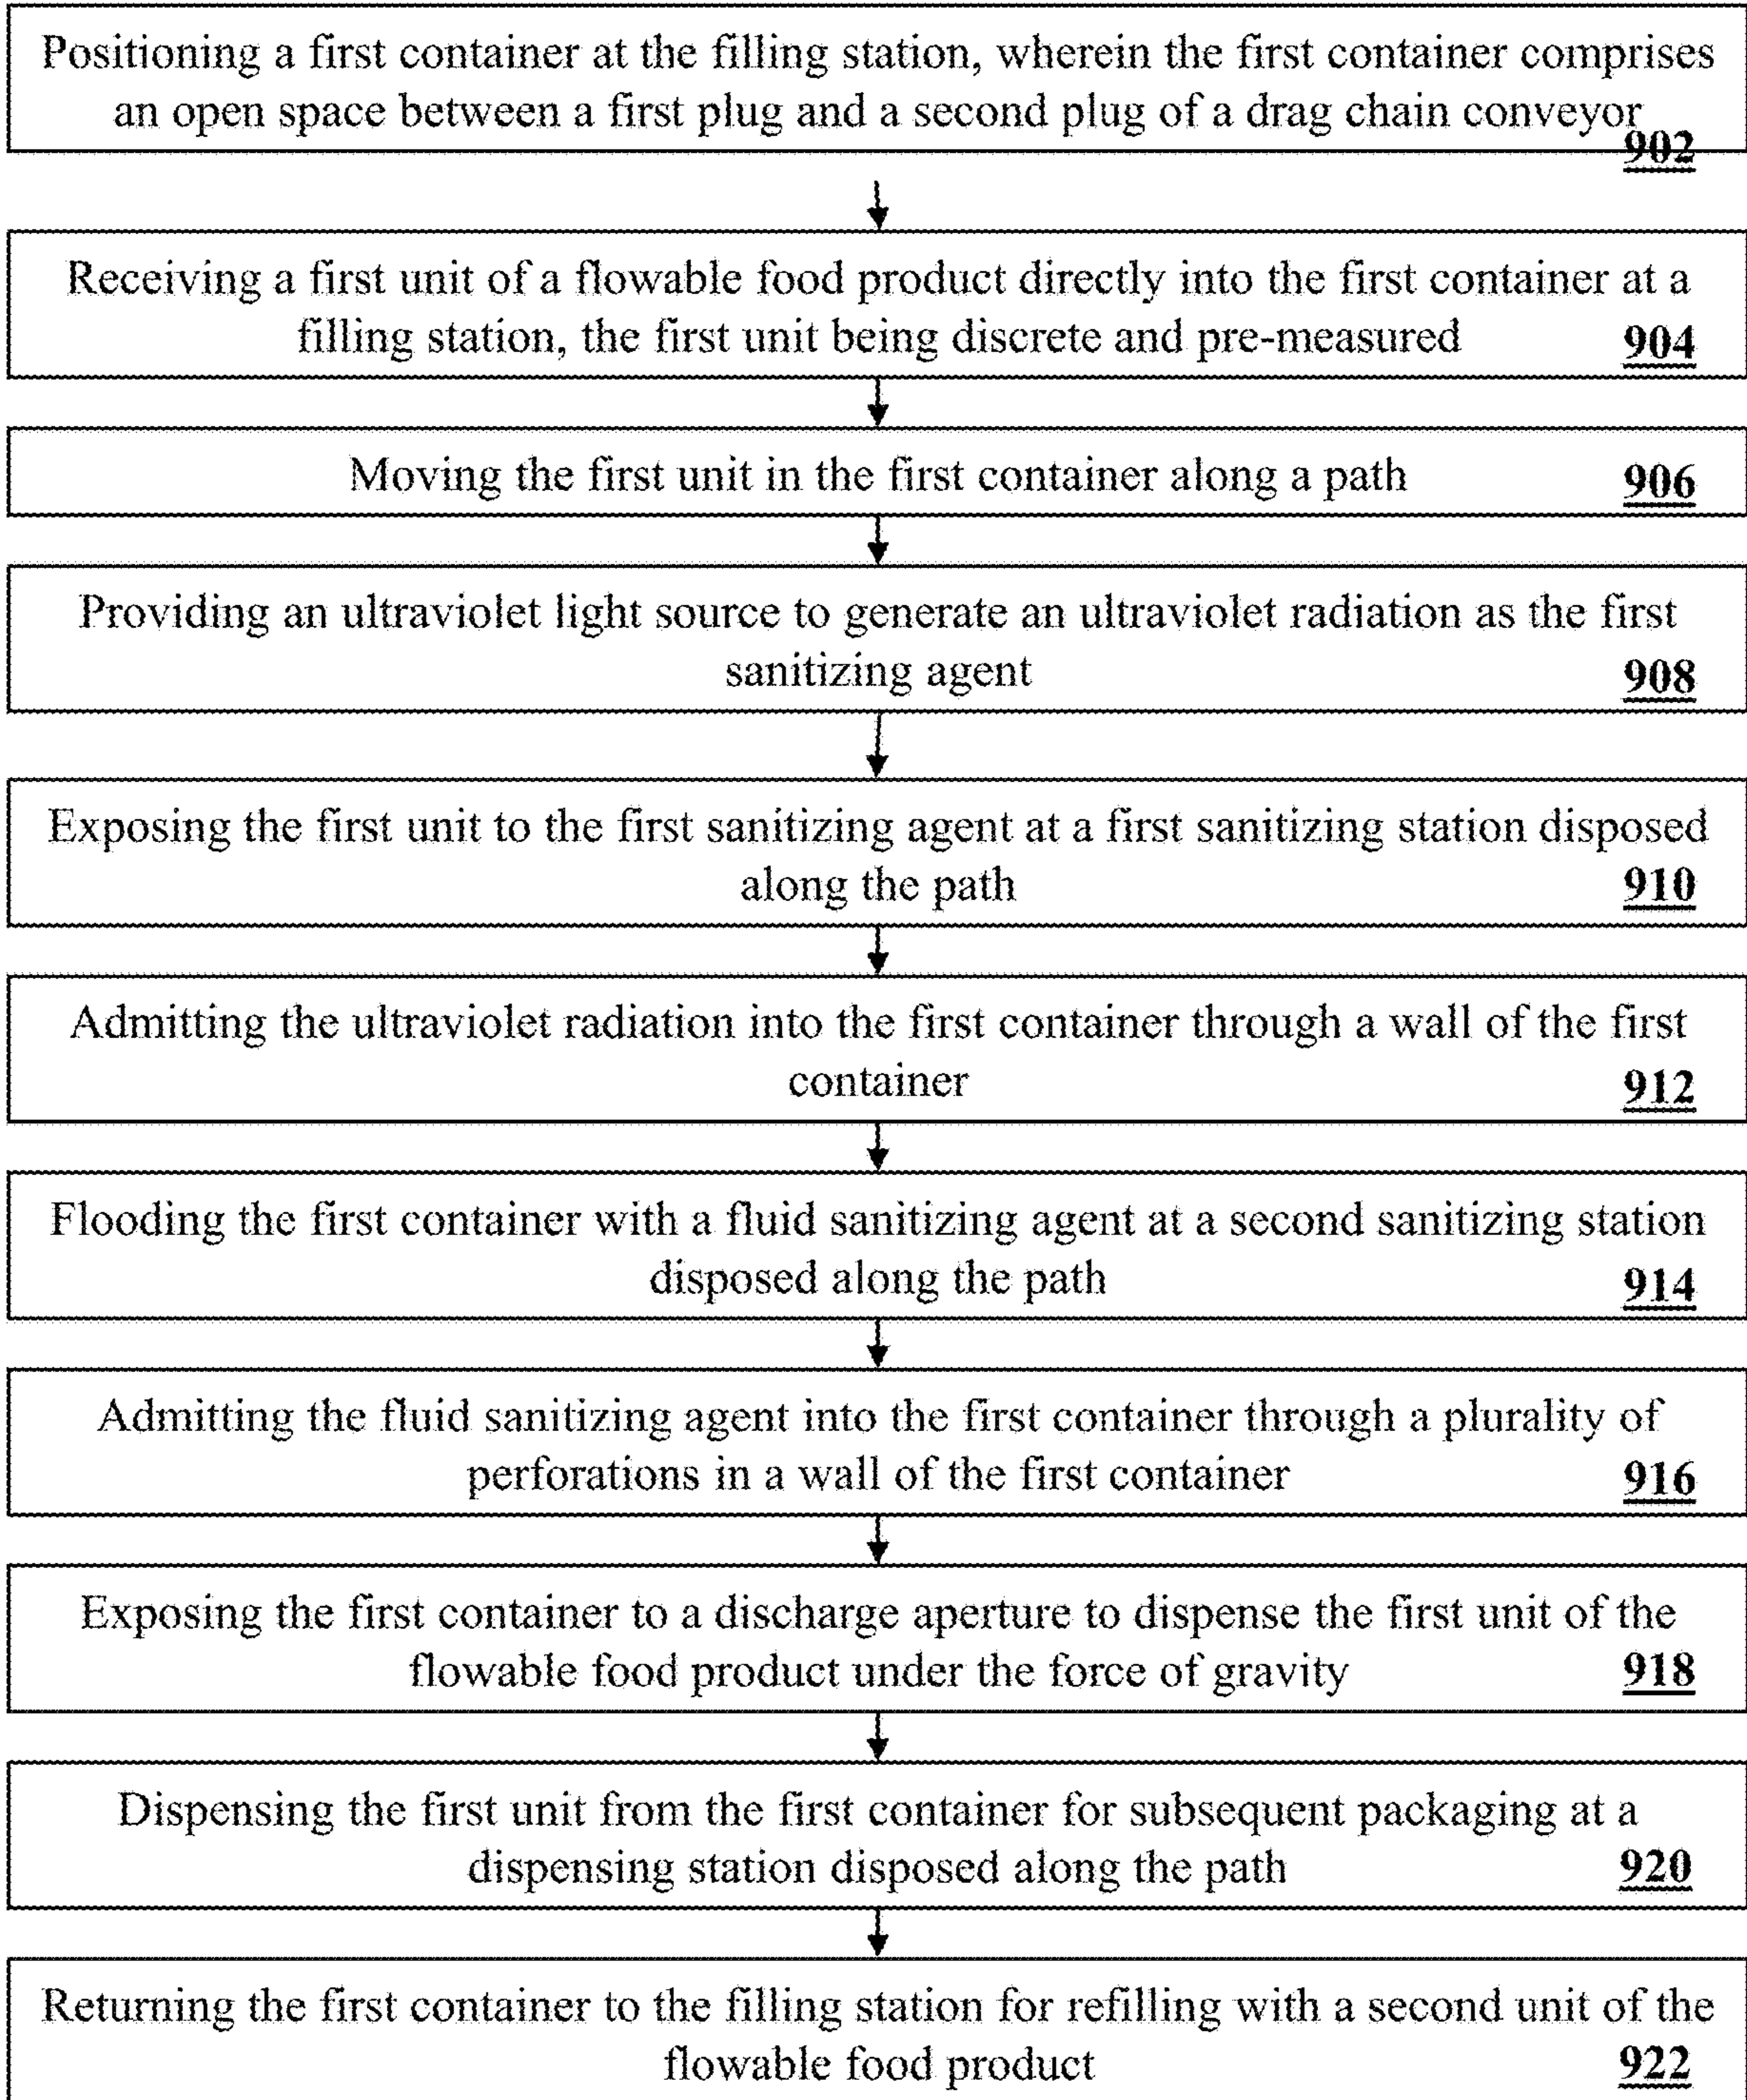 Positioning a first container at the filling station, wherein the first container comprises
an open space between a first plug and a second plug of a drag chain conveyor
902
Receiving a first unit of a flowable food product directly into the first container at a
filling station, the first unit being discrete and pre-measured 904
Moving the first unit in the first container along a path 906
Providing an ultraviolet light source to generate an ultraviolet radiation as the first
sanitizing agent 908
Exposing the first unit to the first sanitizing agent at a first sanitizing station disposed
along the path 910
Admitting the ultraviolet radiation into the first container through a wall of the first
container 912
Flooding the first container with a fluid sanitizing agent at a second sanitizing station
disposed along the path 914
Admitting the fluid sanitizing agent into the first container through a plurality of
perforations in a wall of the first container 916
Exposing the first container to a discharge aperture to dispense the first unit of the
flowable food product under the force of gravity 918
Dispensing the first unit from the first container for subsequent packaging at a
dispensing station disposed along the path 920
Returning the first container to the filling station for refilling with a second unit of the
flowable food product 922